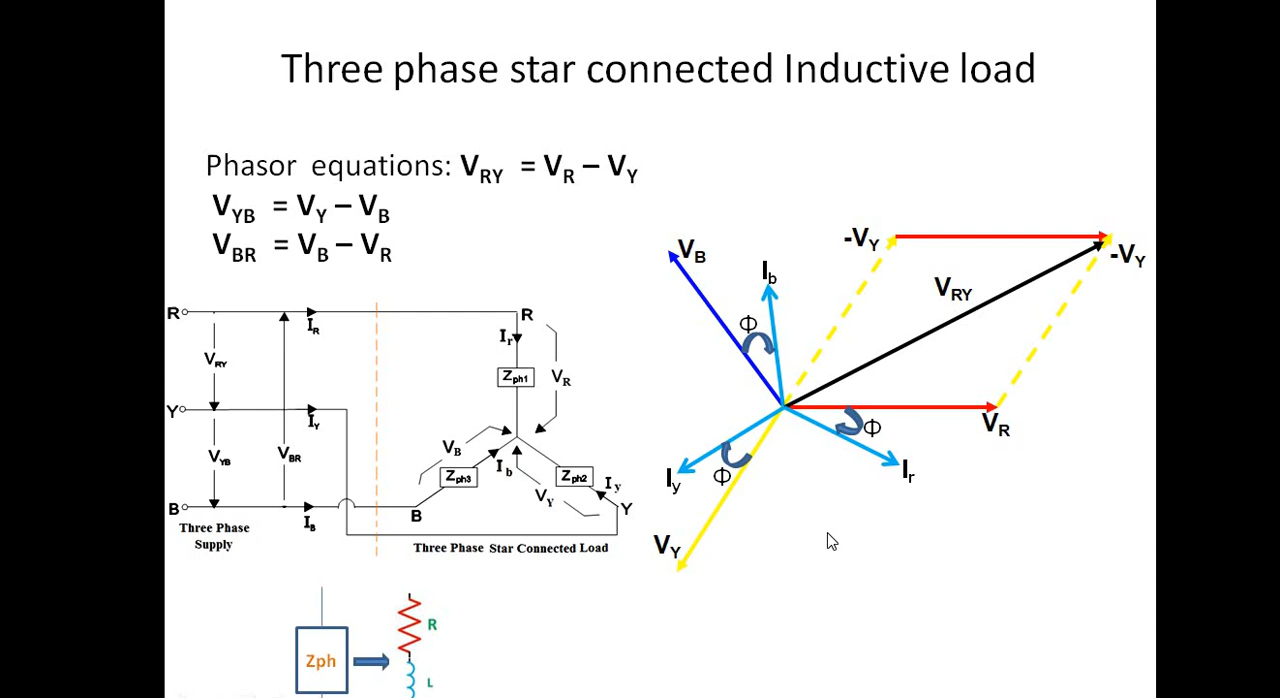 Three phase star connected Inductive load
Phasor equations: VRY = VR – VY
VYB = VY – VB
VBR = VB – VR
R
IR
VRY
Y
IY
VYB
VBR
B
IB
Three Phase
Supply
R
Ir
Zph1
VR
VB
Zph3
Ib
Zph2
Iy
VY
B
Y
Three Phase Star Connected Load
VB
Ib
Φ
-VY
-VY
VRY
VR
Φ
Ir
Iy
Φ
VY
Zph
R
L